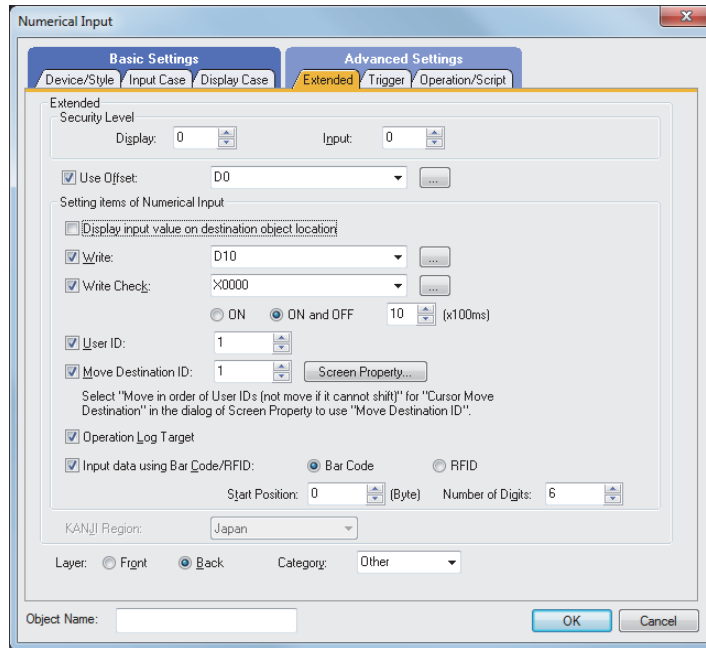 Numerical Input
Basic Settings Advanced Settings
Device/Style Input Case Display Case Extended Trigger Operation/Script
Extended
Security Level
Display: 0 Input: 0
Use Offset: D0 ...
Setting items of Numerical Input
Display input value on destination object location
Write: D10 ...
Write Check: X0000 ...
ON ON and OFF 10 (x100ms)
User ID: 1
Move Destination ID: 1 Screen Property...
Select "Move in order of User IDs (not move if it cannot shift)" for "Cursor Move
Destination" in the dialog of Screen Property to use "Move Destination ID".
Operation Log Target
Input data using Bar Code/RFID: Bar Code RFID
Start Position: 0 (Byte) Number of Digits: 6
KANJI Region: Japan
Layer: Front Back Category: Other
Object Name: OK Cancel